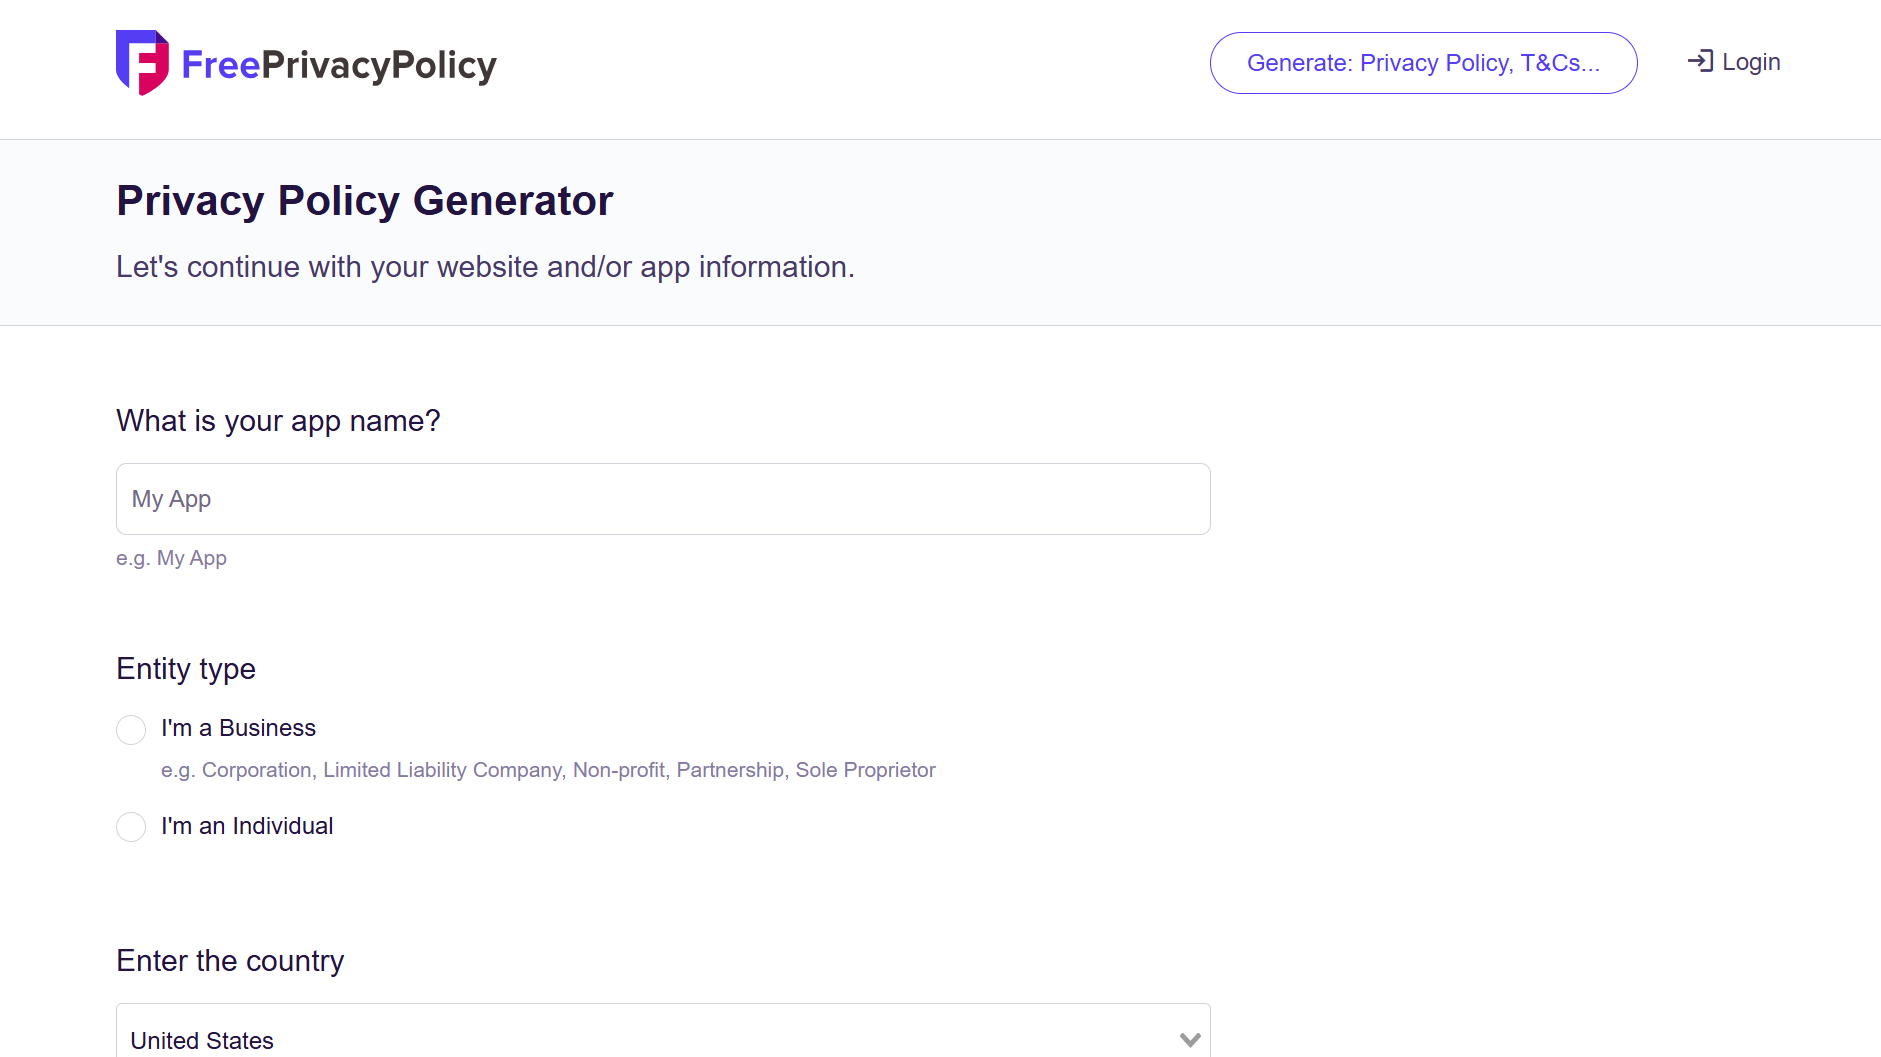 FreePrivacyPolicy
Generate: Privacy Policy, T&Cs...
Login
Privacy Policy Generator
Let's continue with your website and/or app information.
What is your app name?
My App
e.g. My App
Entity type
I'm a Business
e.g. Corporation, Limited Liability Company, Non-profit, Partnership, Sole Proprietor
I'm an Individual
Enter the country
United States